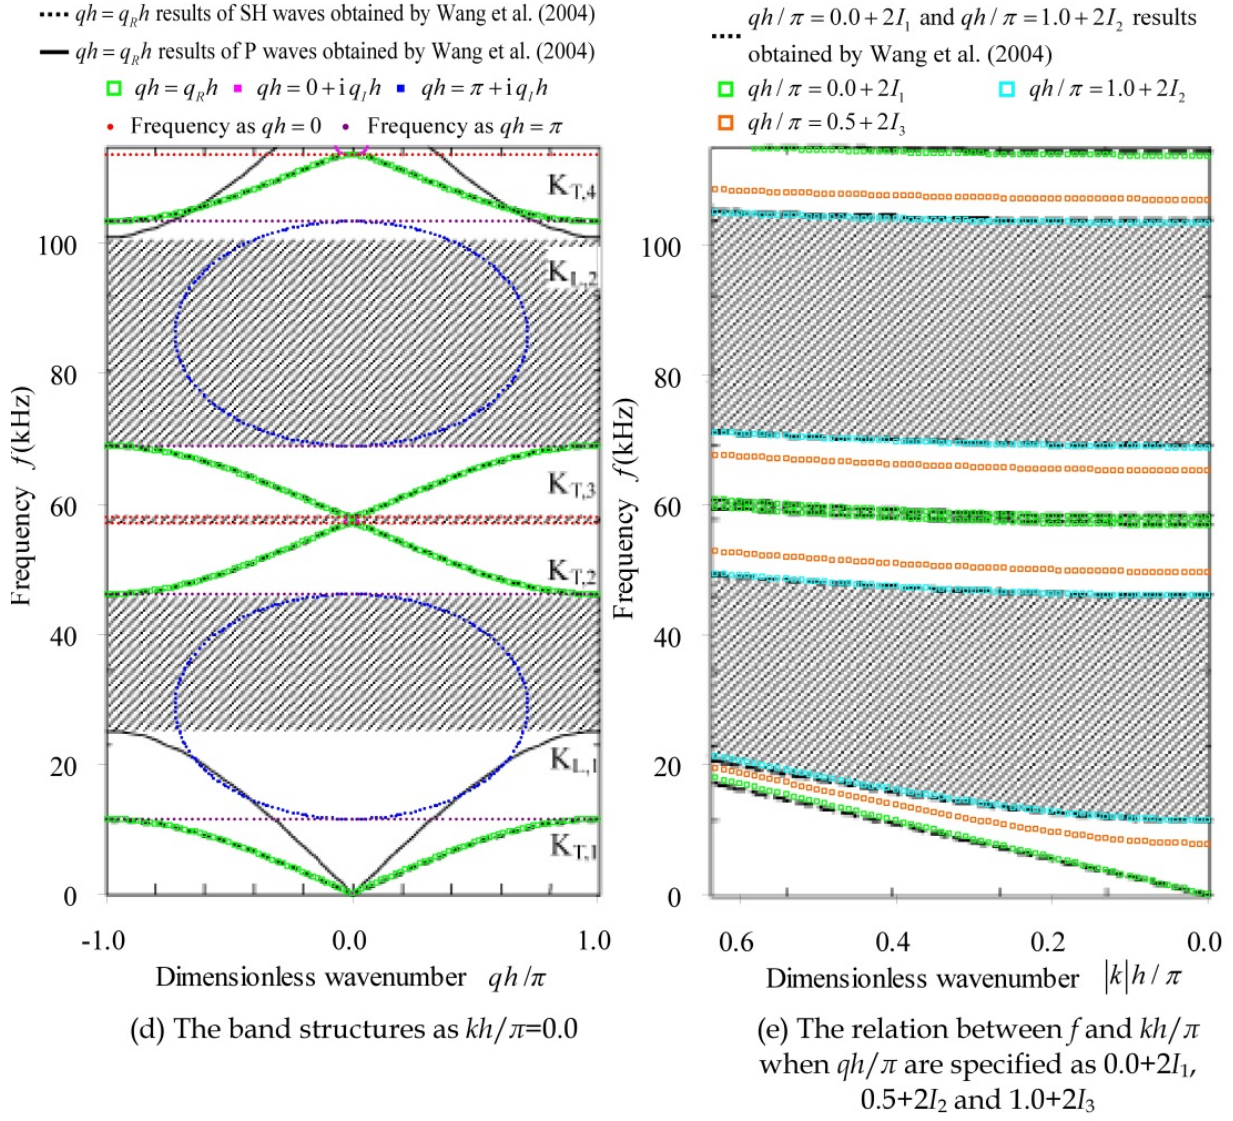 qh = q_R h results of SH waves obtained by Wang et al. (2004)
qh = q_R h results of P waves obtained by Wang et al. (2004)
qh = q_R h qh = 0 + i q_I h qh = π + i q_I h
Frequency as qh = 0 Frequency as qh = π
K_T,4
100
K_L,2
80
K_T,3
60
K_T,2
40
20
K_L,1
K_T,1
0
Frequency f(kHz)
-1.0 0.0 1.0
Dimensionless wavenumber qh/π
(d) The band structures as kh/π=0.0
qh/π = 0.0 + 2I_1 and qh/π = 1.0 + 2I_2 results
obtained by Wang et al. (2004)
qh/π = 0.0 + 2I_1 qh/π = 1.0 + 2I_2
qh/π = 0.5 + 2I_3
100
80
60
40
20
0
Frequency f(kHz)
0.6 0.4 0.2 0.0
Dimensionless wavenumber |k|h/π
(e) The relation between f and kh/π
when qh/π are specified as 0.0+2I_1,
0.5+2I_2 and 1.0+2I_3